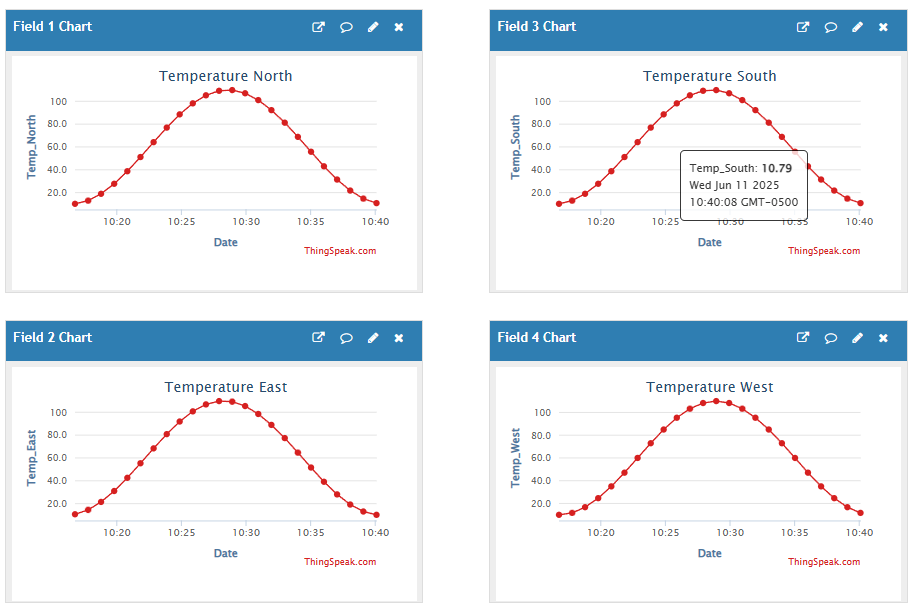 Field 1 Chart
Temperature North
Temp_North
100
80.0
60.0
40.0
20.0
10:20 10:25 10:30 10:35 10:40
Date
ThingSpeak.com
Field 3 Chart
Temperature South
Temp_South
100
80.0
60.0
40.0
20.0
Temp_South: 10.79
Wed Jun 11 2025
10:40:08 GMT-0500
10:20 10:25 10:30 10:35 10:40
Date
ThingSpeak.com
Field 2 Chart
Temperature East
Temp_East
100
80.0
60.0
40.0
20.0
10:20 10:25 10:30 10:35 10:40
Date
ThingSpeak.com
Field 4 Chart
Temperature West
Temp_West
100
80.0
60.0
40.0
20.0
10:20 10:25 10:30 10:35 10:40
Date
ThingSpeak.com